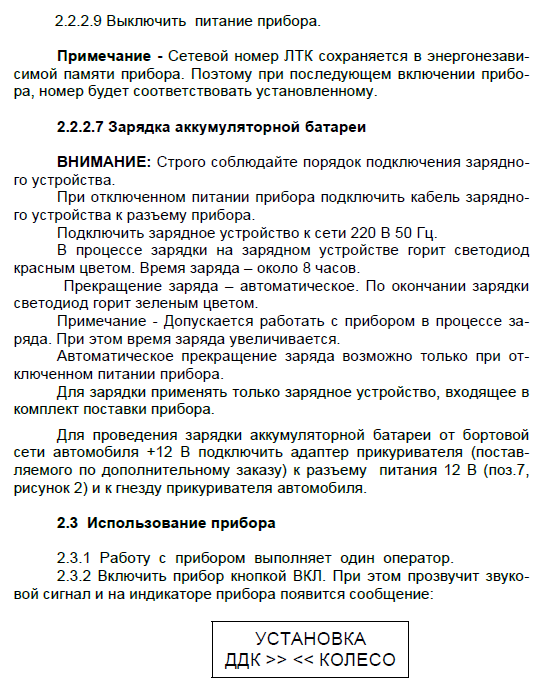 2.2.2.9 Выключить питание прибора.
Примечание - Сетевой номер ЛТК сохраняется в энергонезави-
симой памяти прибора. Поэтому при последующем включении прибо-
ра, номер будет соответствовать установленному.
2.2.2.7 Зарядка аккумуляторной батареи
ВНИМАНИЕ: Строго соблюдайте порядок подключения зарядно-
го устройства.
При отключенном питании прибора подключить кабель зарядно-
го устройства к разъему прибора.
Подключить зарядное устройство к сети 220 В 50 Гц.
В процессе зарядки на зарядном устройстве горит светодиод
красным цветом. Время заряда – около 8 часов.
Прекращение заряда – автоматическое. По окончании зарядки
светодиод горит зеленым цветом.
Примечание - Допускается работать с прибором в процессе за-
ряда. При этом время заряда увеличивается.
Автоматическое прекращение заряда возможно только при от-
ключенном питании прибора.
Для зарядки применять только зарядное устройство, входящее в
комплект поставки прибора.
Для проведения зарядки аккумуляторной батареи от бортовой
сети автомобиля +12 В подключить адаптер прикуривателя (постав-
ляемого по дополнительному заказу) к разъему питания 12 В (поз.7,
рисунок 2) и к гнезду прикуривателя автомобиля.
2.3 Использование прибора
2.3.1 Работу с прибором выполняет один оператор.
2.3.2 Включить прибор кнопкой ВКЛ. При этом прозвучит звуко-
вой сигнал и на индикаторе прибора появится сообщение:
УСТАНОВКА
ДДК >> << КОЛЕСО